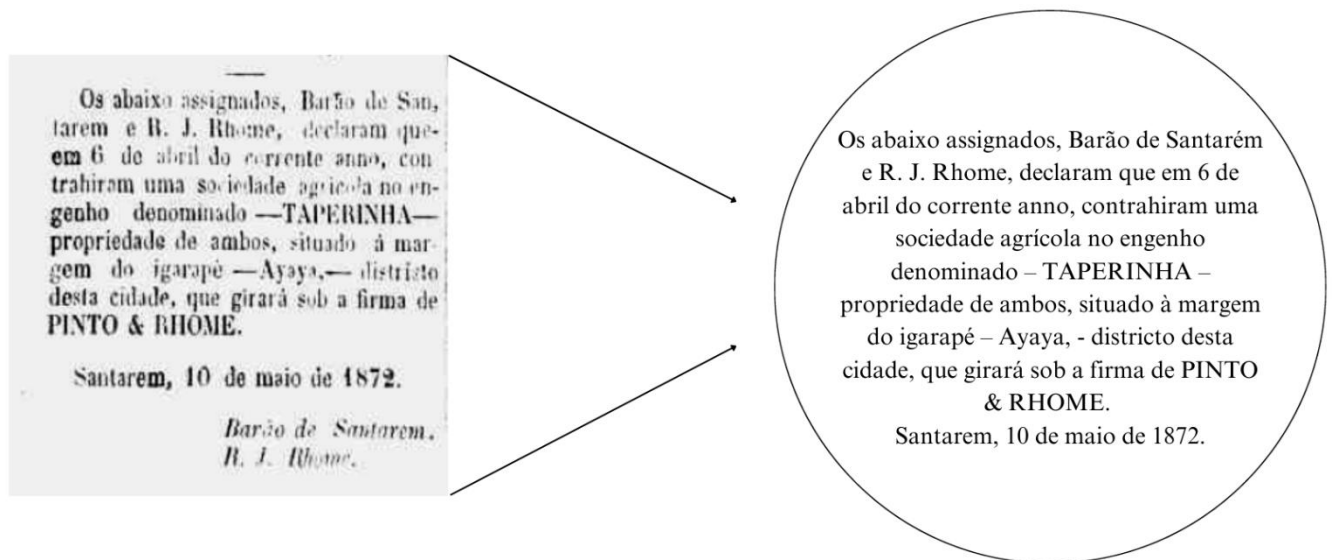 Os abaixo assignados, Barão de San,
tarem e R. J. Rhome, declaram que-
em 6 de abril do corrente anno, con
trahiram uma sociedade agricola no en-
genho denominado —TAPERINHA—
propriedade de ambos, situado á mar-
gem do igarapè —Ayaya,— districto
desta cidade, que girará sob a firma de
PINTO & RHOME.
Santarem, 10 de maio de 1872.
Barão de Santarem.
R. J. Rhome.
Os abaixo assignados, Barão de Santarém
e R. J. Rhome, declaram que em 6 de
abril do corrente anno, contrahiram uma
sociedade agrícola no engenho
denominado – TAPERINHA –
propriedade de ambos, situado à margem
do igarapé – Ayaya, - districto desta
cidade, que girará sob a firma de PINTO
& RHOME.
Santarem, 10 de maio de 1872.